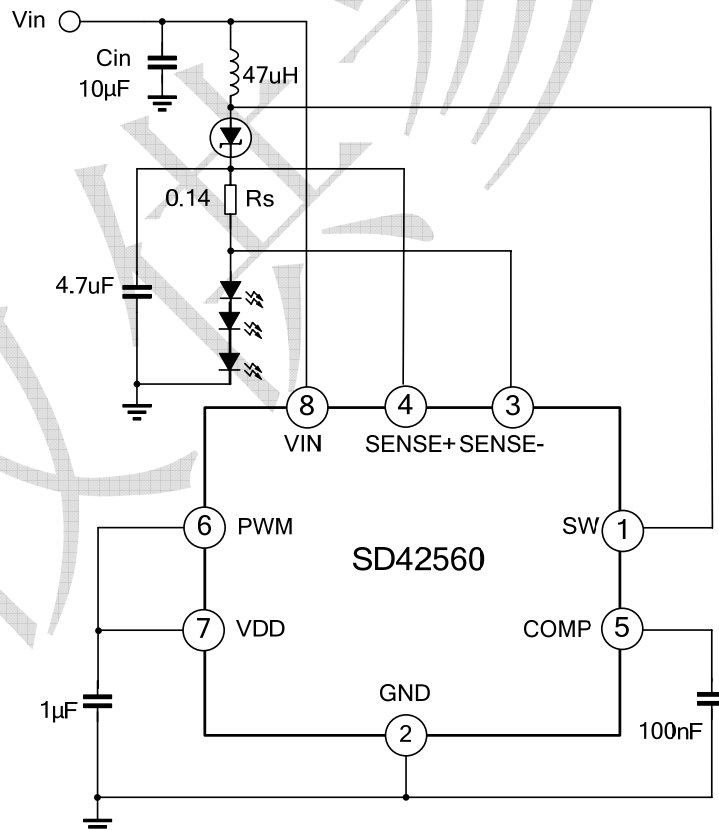 Vin
Cin
10µF
47uH
0.14 Rs
4.7uF
8 4 3
VIN SENSE+ SENSE-
6 PWM
SW 1
SD42560
7 VDD
COMP 5
GND
2
1µF
100nF